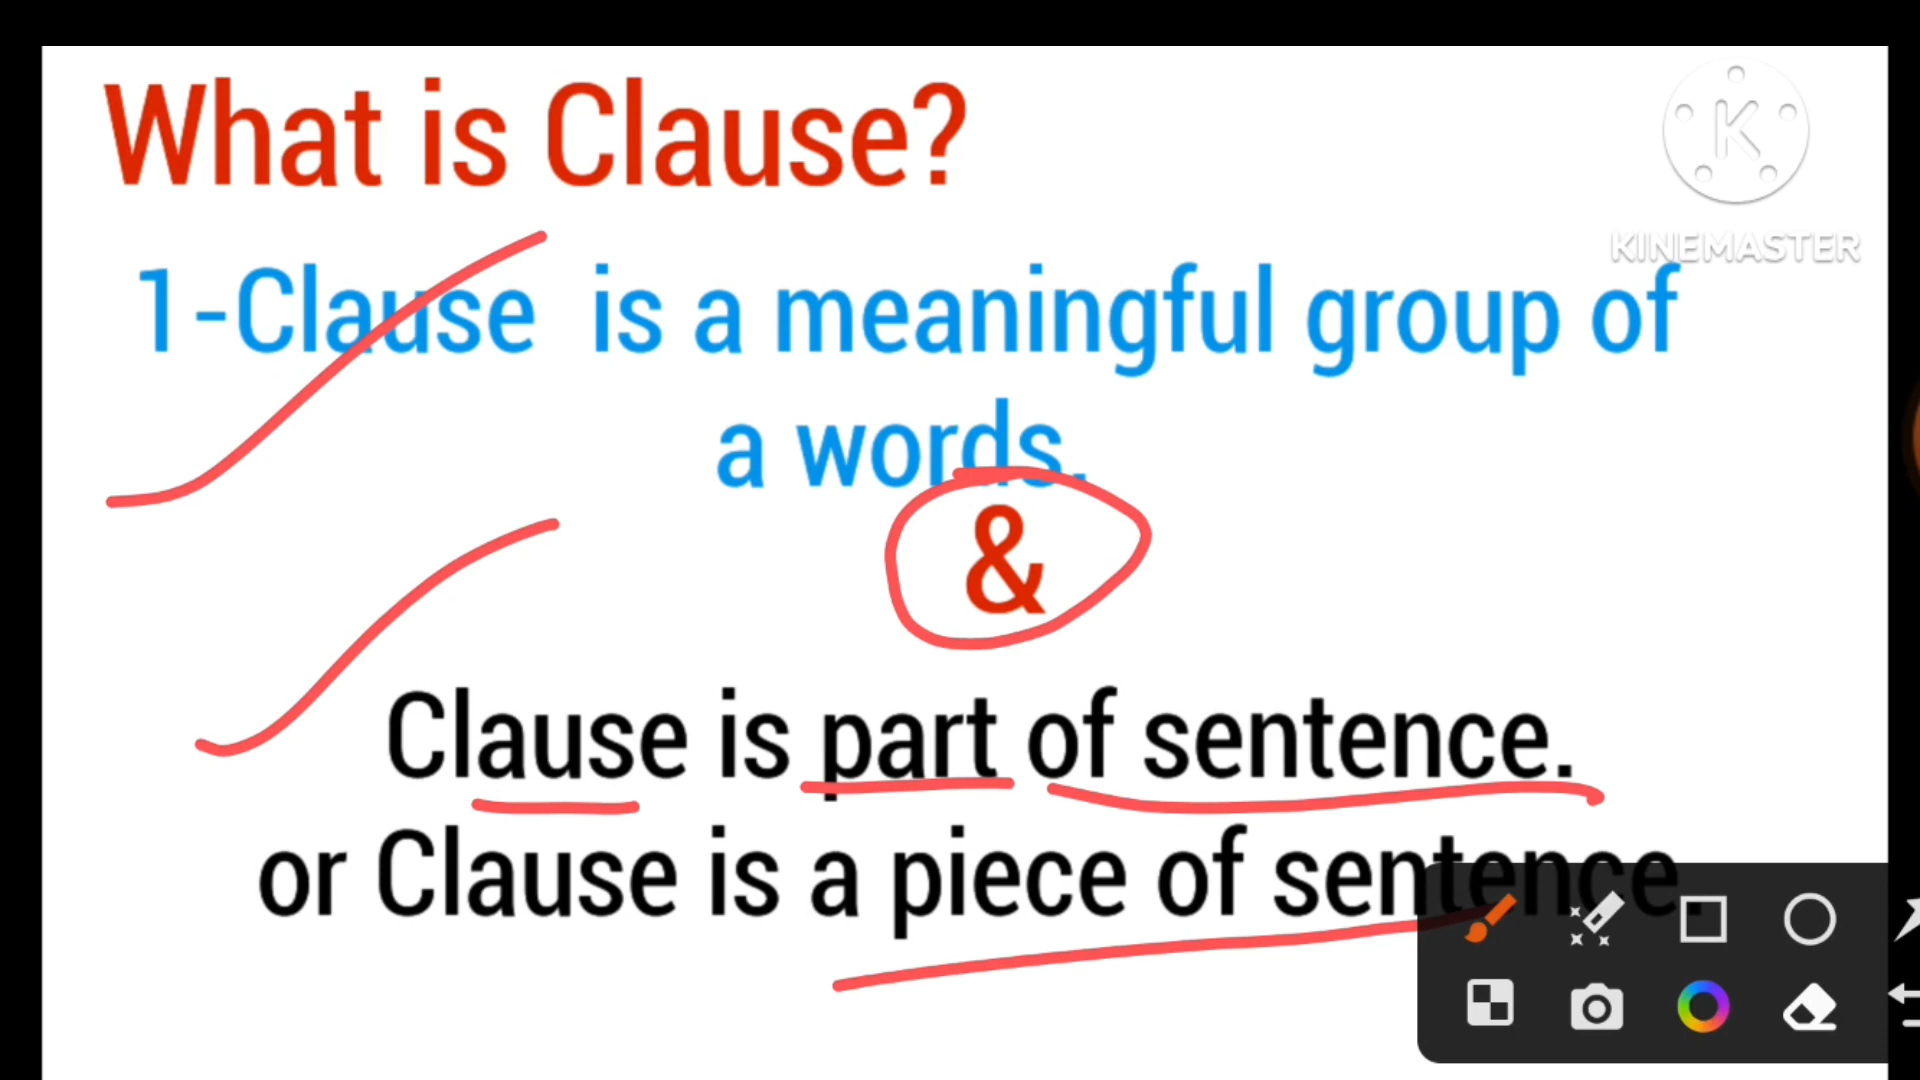 What is Clause?
K
KINEMASTER
1-Clause is a meaningful group of
a words.
&
Clause is part of sentence.
or Clause is a piece of sentence.